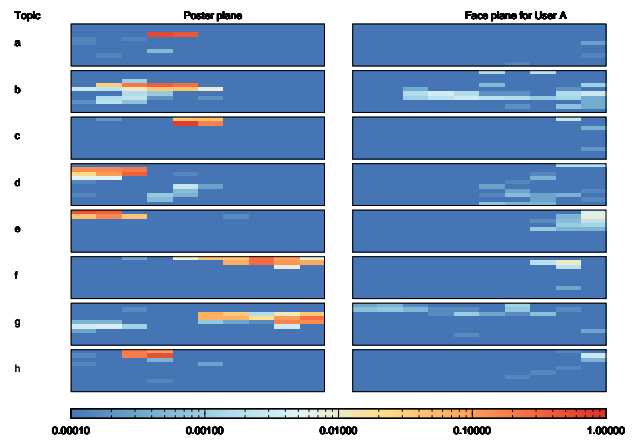 Topic Poster plane Face plane for User A
a
b
c
d
e
f
g
h
0.00010 0.00100 0.01000 0.10000 1.00000